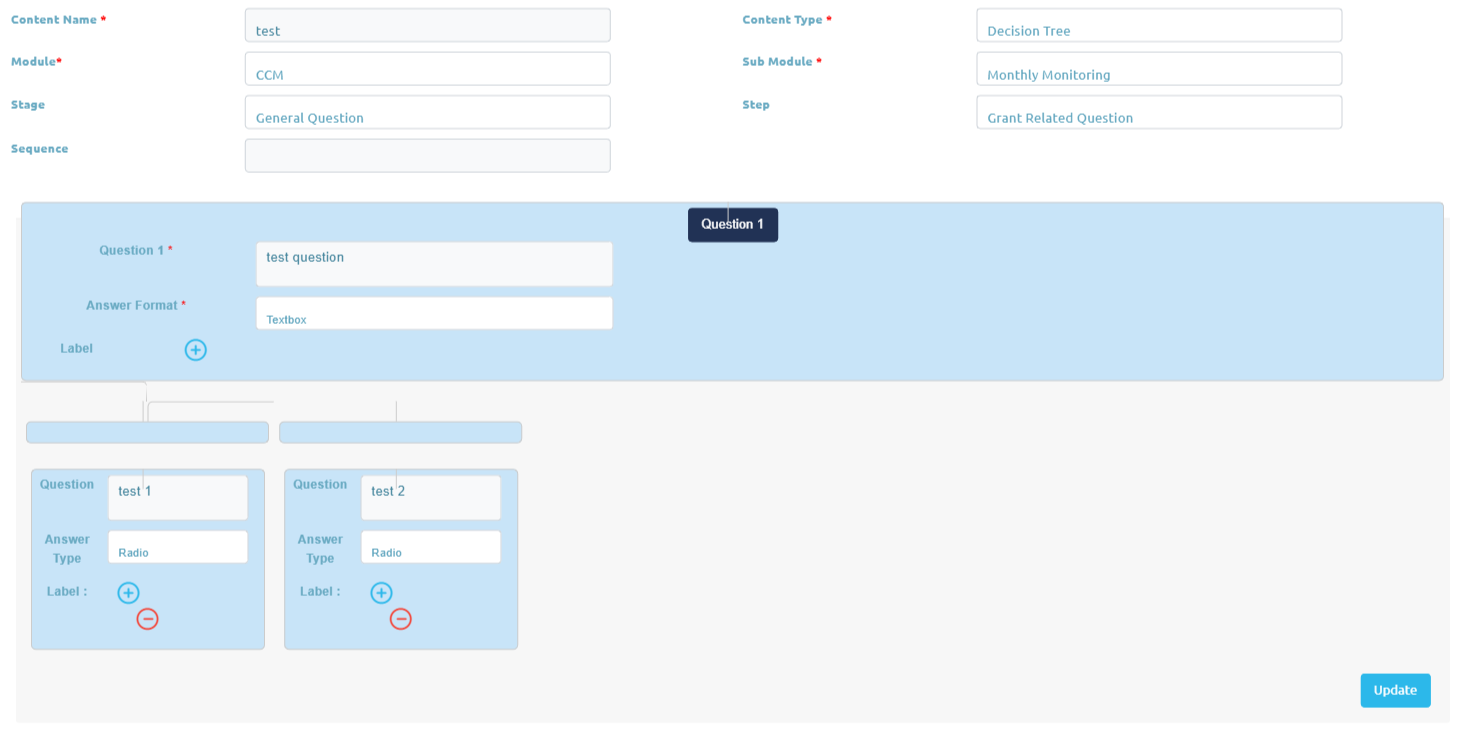 Content Name *
test
Content Type *
Decision Tree
Module*
CCM
Sub Module *
Monthly Monitoring
Stage
General Question
Step
Grant Related Question
Sequence
Question 1
Question 1 *
test question
Answer Format *
Textbox
Label
Question
test 1
Answer
Type
Radio
Label :
Question
test 2
Answer
Type
Radio
Label :
Update